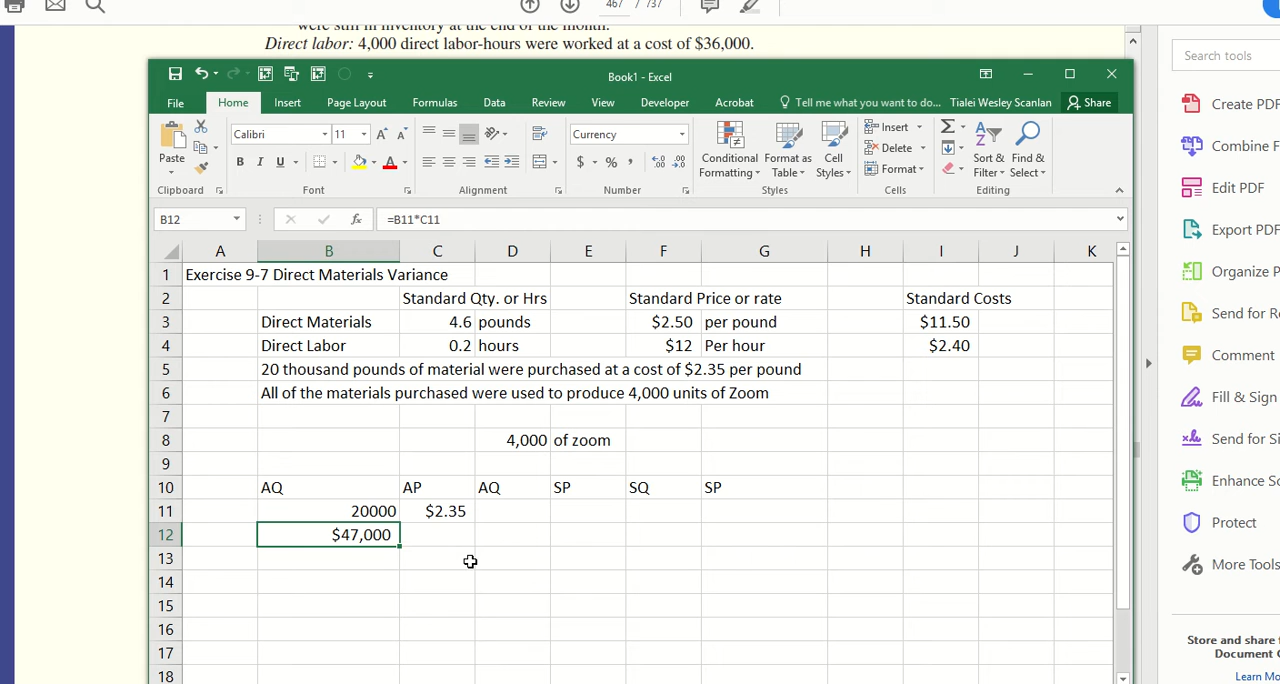 467 / 737
were still in inventory at the end of the month.
Direct labor: 4,000 direct labor-hours were worked at a cost of $36,000.
Search tools
Book1 - Excel
File Home Insert Page Layout Formulas Data Review View Developer Acrobat Tell me what you want to do... Tialei Wesley Scanlan Share
Paste
Clipboard
Calibri 11
B I U
Font
Alignment
Currency
$ % ,
Number
Conditional Formatting
Format as Table
Cell Styles
Styles
Insert
Delete
Format
Cells
Sort & Filter
Find & Select
Editing
B12 fx =B11*C11
A B C D E F G H I J K
1 Exercise 9-7 Direct Materials Variance
2 Standard Qty. or Hrs Standard Price or rate Standard Costs
3 Direct Materials 4.6 pounds $2.50 per pound $11.50
4 Direct Labor 0.2 hours $12 Per hour $2.40
5 20 thousand pounds of material were purchased at a cost of $2.35 per pound
6 All of the materials purchased were used to produce 4,000 units of Zoom
7
8 4,000 of zoom
9
10 AQ AP AQ SP SQ SP
11 20000 $2.35
12 $47,000
13
14
15
16
17
18
Create PDF
Combine F
Edit PDF
Export PDF
Organize P
Send for Re
Comment
Fill & Sign
Send for Si
Enhance Sc
Protect
More Tools
Store and share f
Document C
Learn Mo